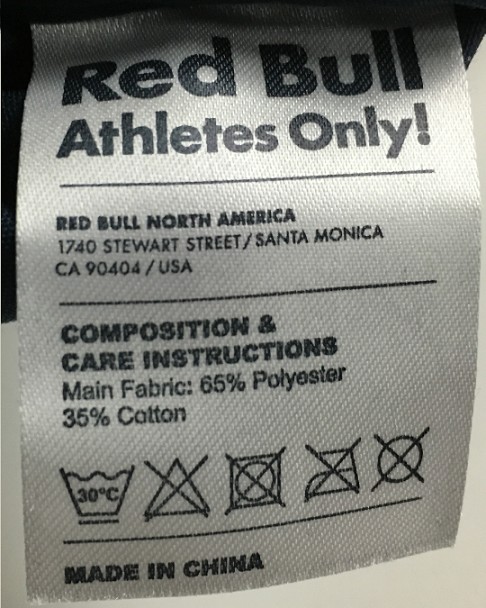 Red Bull
Athletes Only!
RED BULL NORTH AMERICA
1740 STEWART STREET/SANTA MONICA
CA 90404 / USA
COMPOSITION &
CARE INSTRUCTIONS
Main Fabric: 65% Polyester
35% Cotton
30°C
MADE IN CHINA